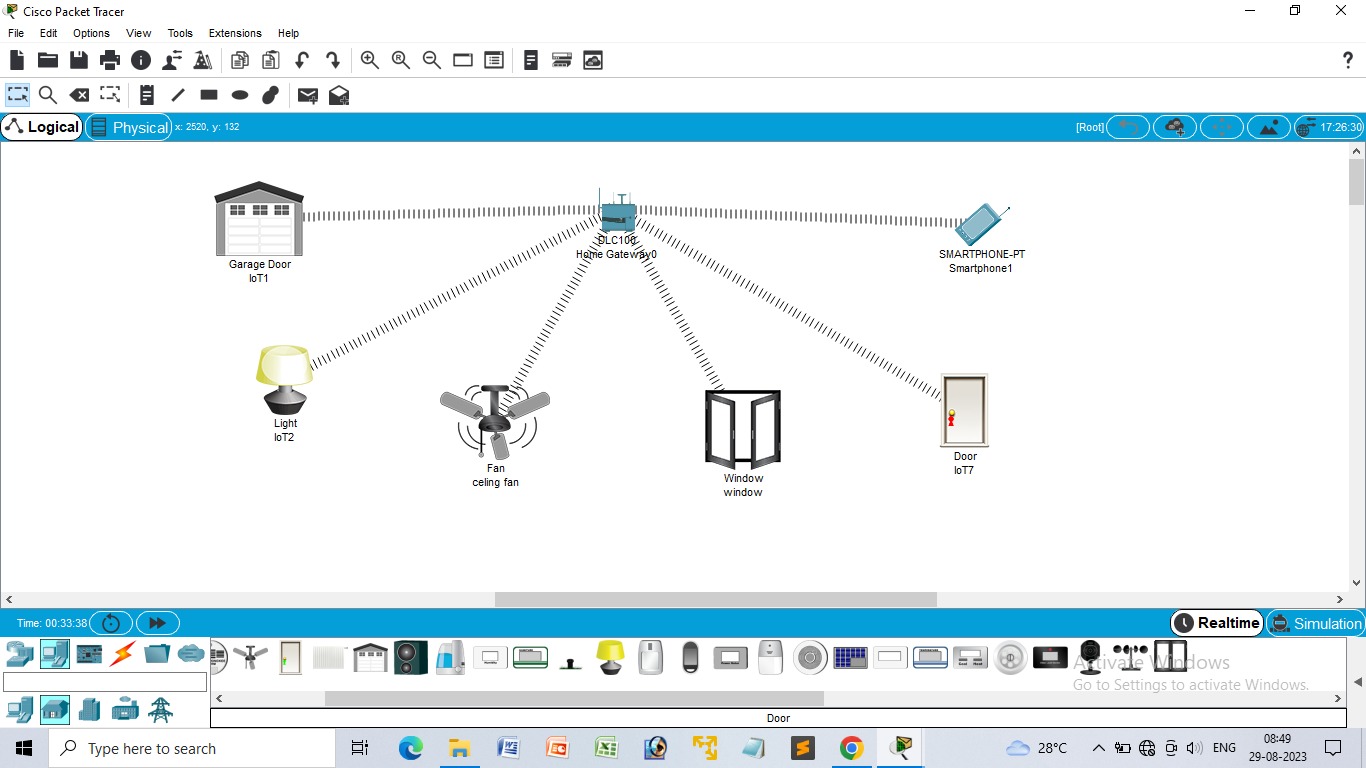 Cisco Packet Tracer
File Edit Options View Tools Extensions Help
Logical Physical x: 2520, y: 132 [Root] 17:26:30
Garage Door
IoT1
DLC100
Home Gateway0
SMARTPHONE-PT
Smartphone1
Light
IoT2
Fan
celing fan
Window
window
Door
IoT7
Time: 00:33:38 Realtime Simulation
Activate Windows
Go to Settings to activate Windows.
Door
Type here to search 28°C ENG 08:49
29-08-2023